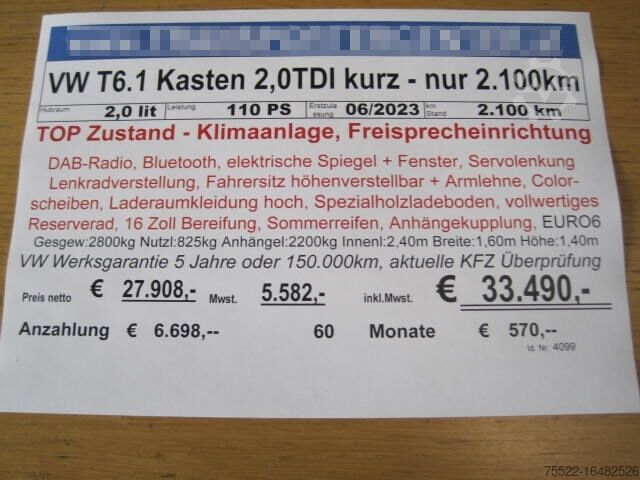 VW T6.1 Kasten 2,0TDI kurz - nur 2.100km
Hubraum 2,0 lit Leistung 110 PS Erstzulassung 06/2023 km Stand 2.100 km
TOP Zustand - Klimaanlage, Freisprecheinrichtung
DAB-Radio, Bluetooth, elektrische Spiegel + Fenster, Servolenkung
Lenkradverstellung, Fahrersitz höhenverstellbar + Armlehne, Color-
scheiben, Laderaumkleidung hoch, Spezialholzladeboden, vollwertiges
Reserverad, 16 Zoll Bereifung, Sommerreifen, Anhängekupplung, EURO6
Gesgew:2800kg Nutzl:825kg Anhängel:2200kg Innenl:2,40m Breite:1,60m Höhe:1,40m
VW Werksgarantie 5 Jahre oder 150.000km, aktuelle KFZ Überprüfung
Preis netto € 27.908,- Mwst. 5.582,- inkl.Mwst. € 33.490,-
Anzahlung € 6.698,-- 60 Monate € 570,--
Id. Nr. 4099
75522-16482526